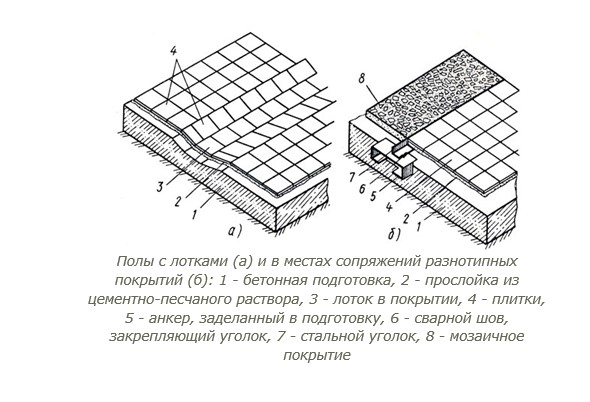 4
3
2
1
а)
8
7
6
5
4
2
1
б)
Полы с лотками (а) и в местах сопряжений разнотипных
покрытий (б): 1 - бетонная подготовка, 2 - прослойка из
цементно-песчаного раствора, 3 - лоток в покрытии, 4 - плитки,
5 - анкер, заделанный в подготовку, 6 - сварной шов,
закрепляющий уголок, 7 - стальной уголок, 8 - мозаичное
покрытие